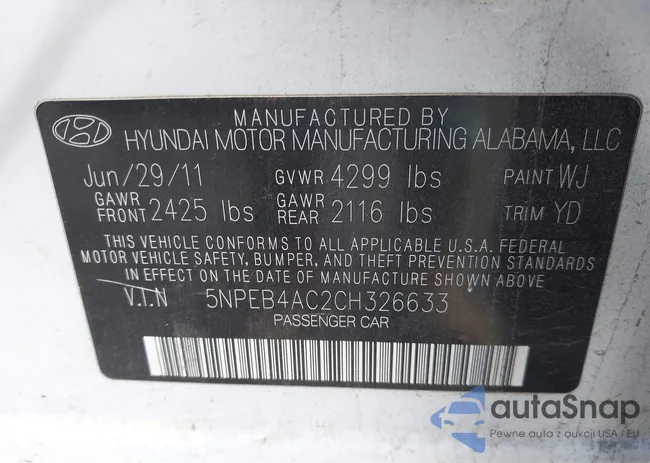 MANUFACTURED BY
HYUNDAI MOTOR MANUFACTURING ALABAMA, LLC
Jun/29/11 GVWR 4299 lbs PAINT WJ
GAWR FRONT 2425 lbs GAWR REAR 2116 lbs TRIM YD
THIS VEHICLE CONFORMS TO ALL APPLICABLE U.S.A. FEDERAL
MOTOR VEHICLE SAFETY, BUMPER, AND THEFT PREVENTION STANDARDS
IN EFFECT ON THE DATE OF MANUFACTURE SHOWN ABOVE.
V.I.N 5NPEB4AC2CH326633
PASSENGER CAR
autoSnap
Pewne auto z aukcji USA i EU